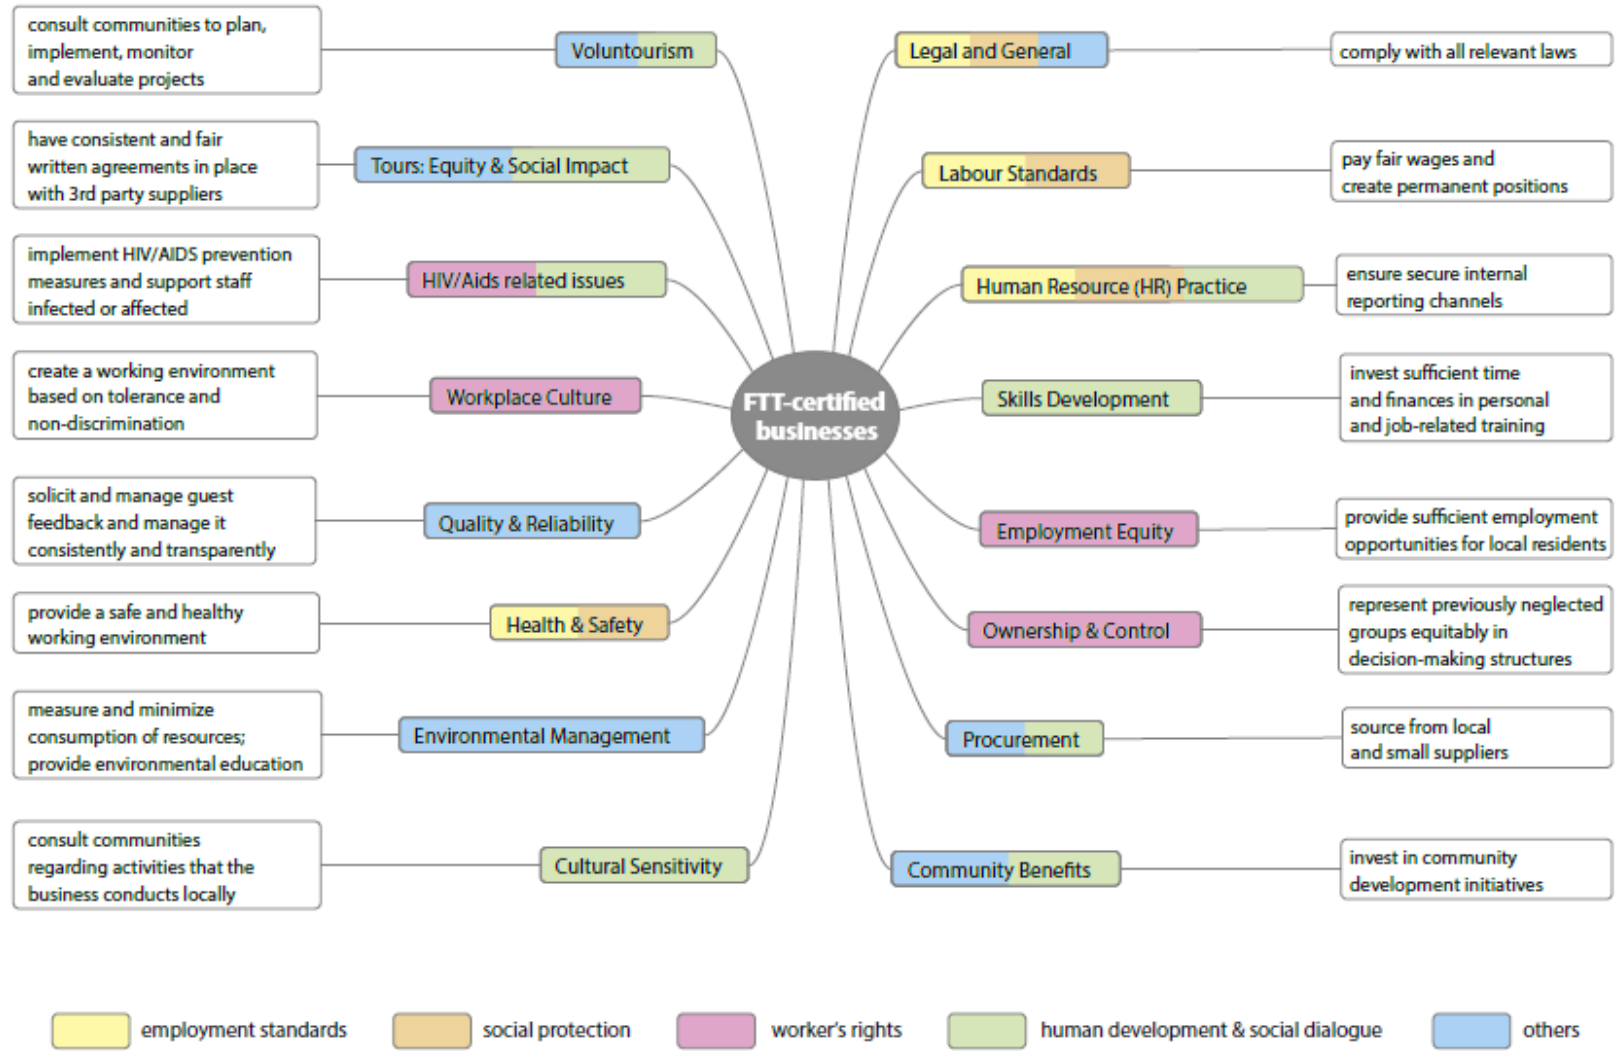 consult communities to plan,
implement, monitor
and evaluate projects
Voluntourism
have consistent and fair
written agreements in place
with 3rd party suppliers
Tours: Equity & Social Impact
implement HIV/AIDS prevention
measures and support staff
infected or affected
HIV/Aids related issues
create a working environment
based on tolerance and
non-discrimination
Workplace Culture
solicit and manage guest
feedback and manage it
consistently and transparently
Quality & Reliability
provide a safe and healthy
working environment
Health & Safety
measure and minimize
consumption of resources;
provide environmental education
Environmental Management
consult communities
regarding activities that the
business conducts locally
Cultural Sensitivity
FTT-certified
businesses
Legal and General
comply with all relevant laws
Labour Standards
pay fair wages and
create permanent positions
Human Resource (HR) Practice
ensure secure internal
reporting channels
Skills Development
invest sufficient time
and finances in personal
and job-related training
Employment Equity
provide sufficient employment
opportunities for local residents
Ownership & Control
represent previously neglected
groups equitably in
decision-making structures
Procurement
source from local
and small suppliers
Community Benefits
invest in community
development initiatives
employment standards
social protection
worker's rights
human development & social dialogue
others